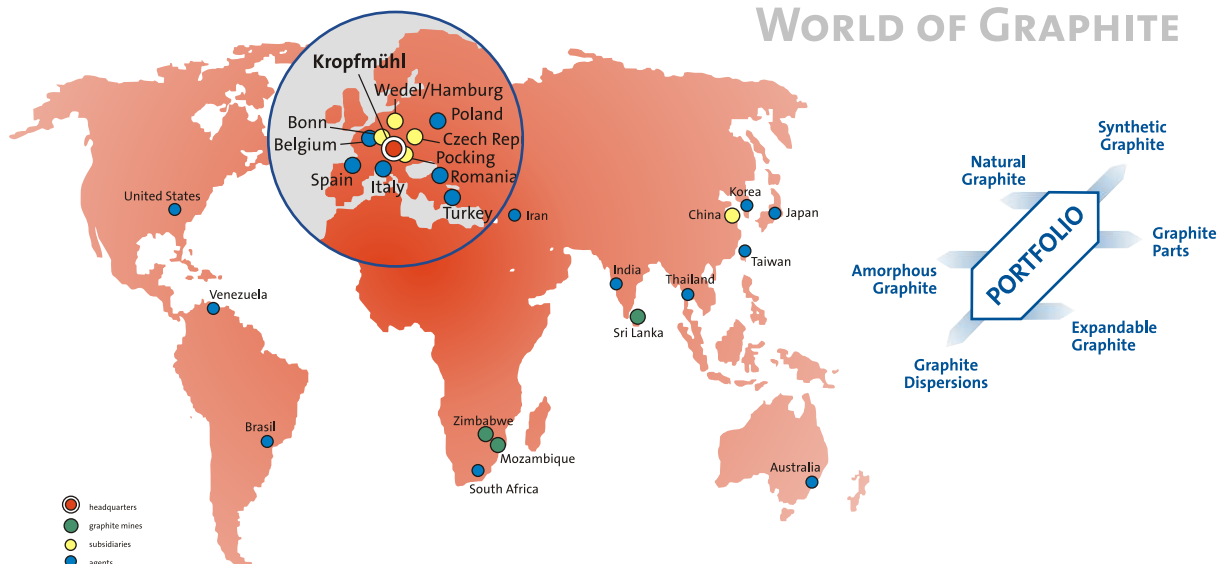 WORLD OF GRAPHITE
Kropfmühl
Wedel/Hamburg
Bonn
Poland
Belgium
Czech Rep
Pocking
Spain
Italy
Romania
Turkey
United States
Iran
Korea
China
Japan
Taiwan
India
Thailand
Sri Lanka
Venezuela
Brasil
Zimbabwe
Mozambique
South Africa
Australia
headquarters
graphite mines
subsidiaries
agents
Synthetic
Graphite
Natural
Graphite
PORTFOLIO
Graphite
Parts
Amorphous
Graphite
Expandable
Graphite
Graphite
Dispersions